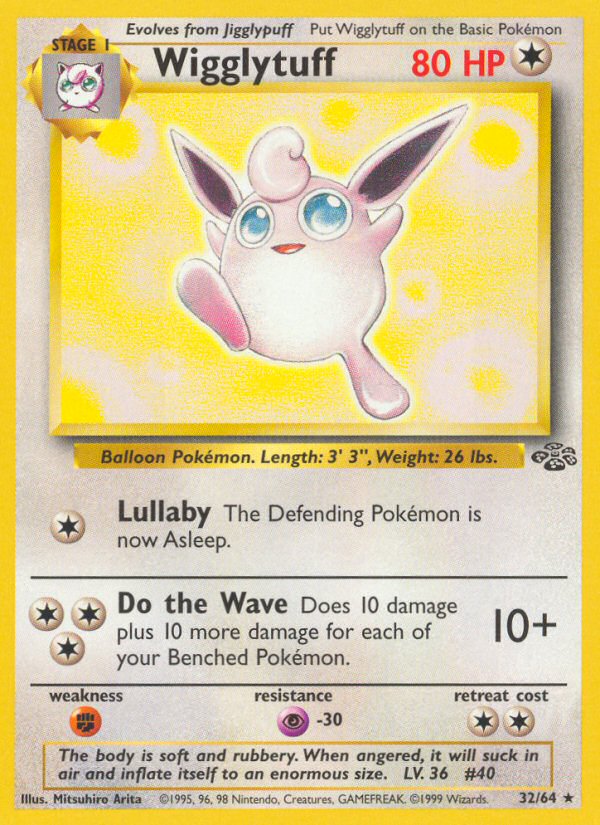 Evolves from Jigglypuff Put Wigglytuff on the Basic Pokémon
STAGE 1
Wigglytuff 80 HP
Balloon Pokémon. Length: 3' 3", Weight: 26 lbs.
Lullaby The Defending Pokémon is
now Asleep.
Do the Wave Does 10 damage
plus 10 more damage for each of
your Benched Pokémon.
10+
weakness resistance retreat cost
-30
The body is soft and rubbery. When angered, it will suck in
air and inflate itself to an enormous size. LV. 36 #40
Illus. Mitsuhiro Arita ©1995, 96, 98 Nintendo, Creatures, GAMEFREAK. ©1999 Wizards. 32/64 ★